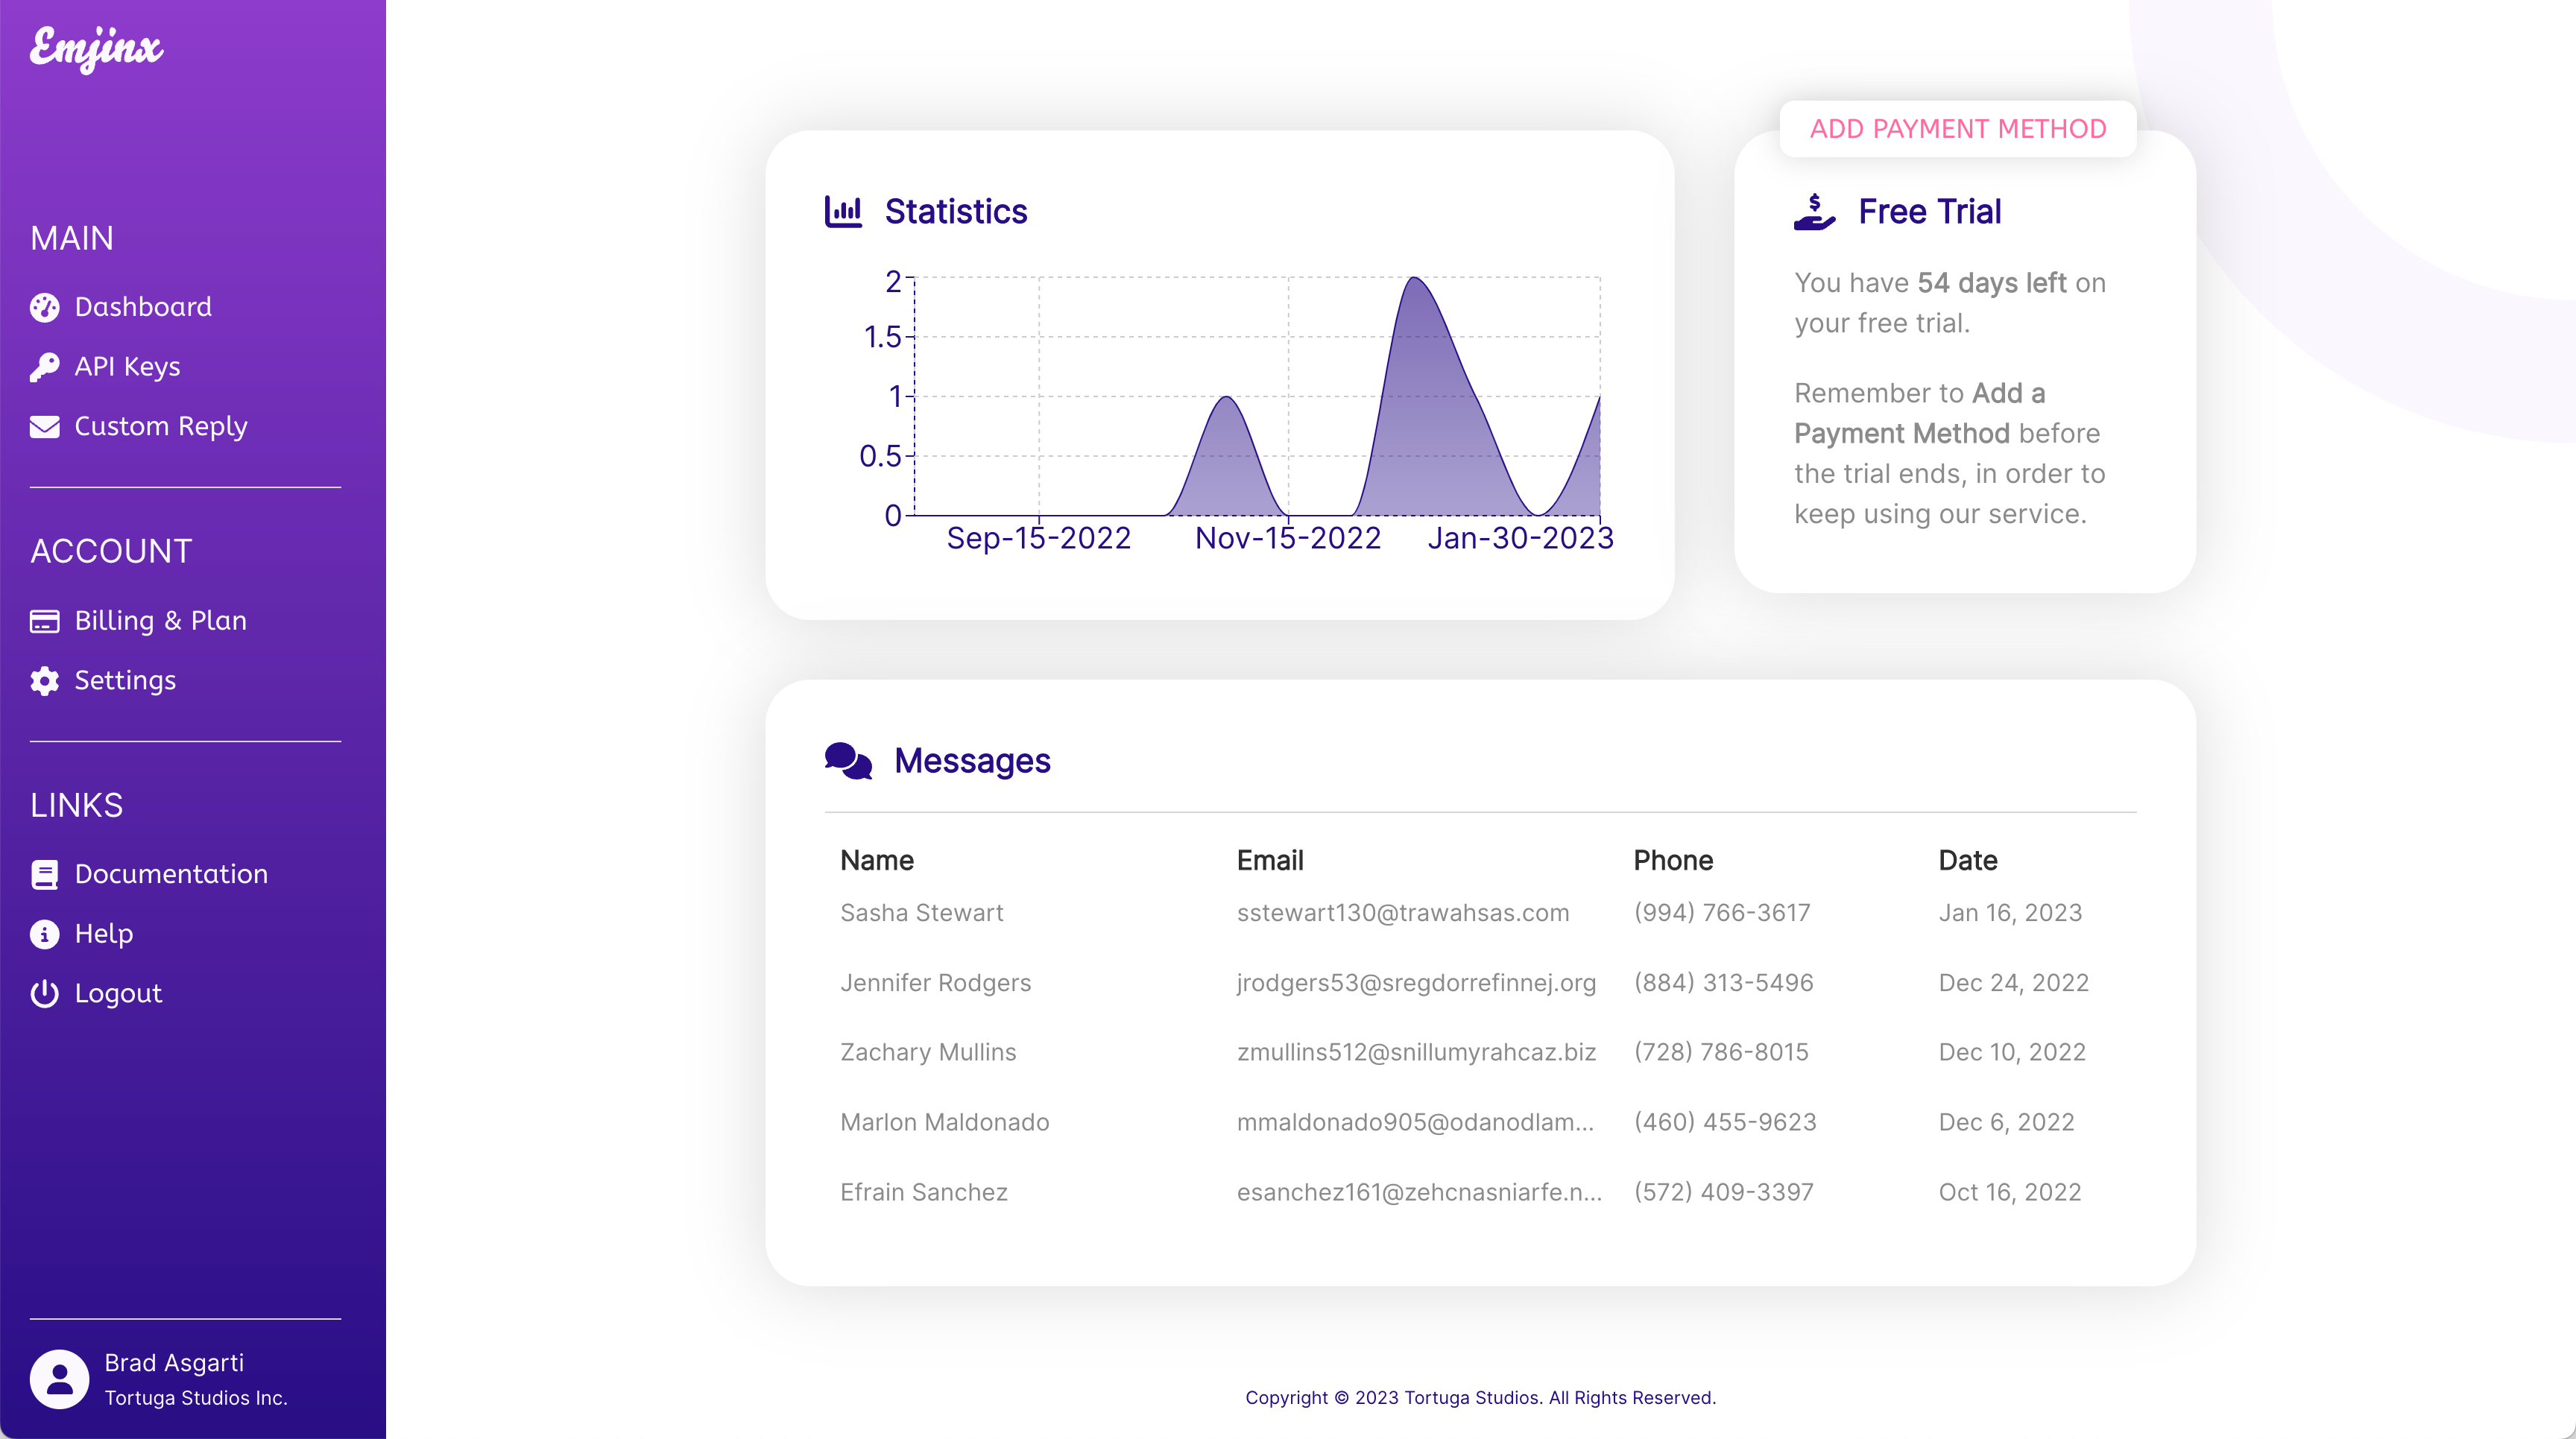 Emjinx
MAIN
Dashboard
API Keys
Custom Reply
ACCOUNT
Billing & Plan
Settings
LINKS
Documentation
Help
Logout
Brad Asgarti
Tortuga Studios Inc.
Statistics
2
1.5
1
0.5
0
Sep-15-2022 Nov-15-2022 Jan-30-2023
ADD PAYMENT METHOD
Free Trial
You have 54 days left on
your free trial.
Remember to Add a
Payment Method before
the trial ends, in order to
keep using our service.
Messages
Name Email Phone Date
Sasha Stewart sstewart130@trawahsas.com (994) 766-3617 Jan 16, 2023
Jennifer Rodgers jrodgers53@sregdorrefinnej.org (884) 313-5496 Dec 24, 2022
Zachary Mullins zmullins512@snillumyrahcaz.biz (728) 786-8015 Dec 10, 2022
Marlon Maldonado mmaldonado905@odanodlam... (460) 455-9623 Dec 6, 2022
Efrain Sanchez esanchez161@zehcnasniarfe.n... (572) 409-3397 Oct 16, 2022
Copyright © 2023 Tortuga Studios. All Rights Reserved.